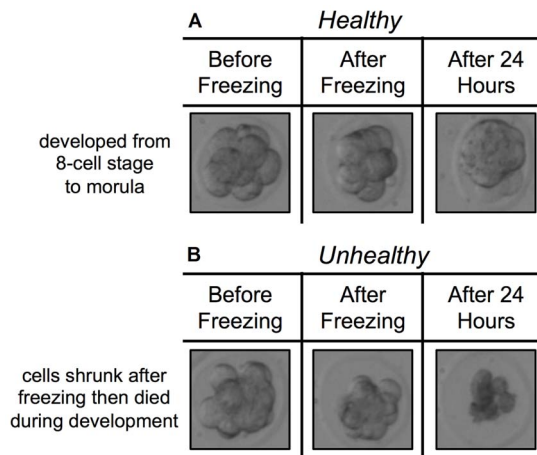 A
Healthy
Before Freezing
After Freezing
After 24 Hours
developed from
8-cell stage
to morula
B
Unhealthy
Before Freezing
After Freezing
After 24 Hours
cells shrunk after
freezing then died
during development